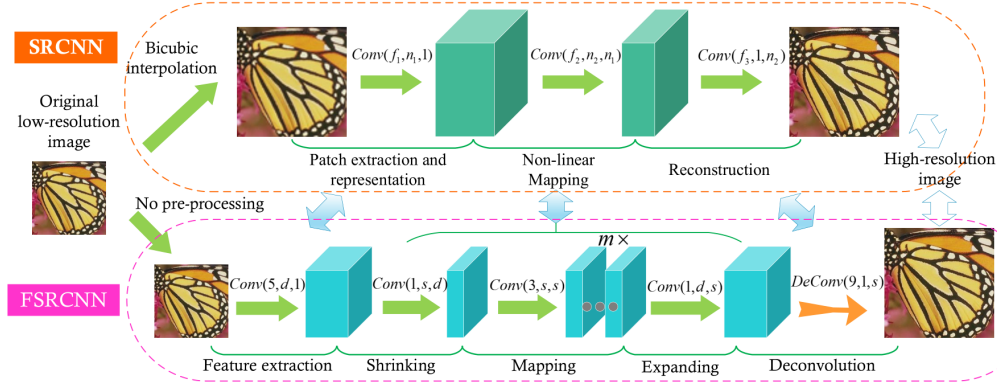 SRCNN
Bicubic
interpolation
Conv(f₁,n₁,1)
Conv(f₂,n₂,n₁)
Conv(f₃,1,n₂)
Original
low-resolution
image
Patch extraction and
representation
Non-linear
Mapping
Reconstruction
High-resolution
image
No pre-processing
m×
FSRCNN
Conv(5,d,1)
Conv(1,s,d)
Conv(3,s,s)
Conv(1,d,s)
DeConv(9,1,s)
Feature extraction
Shrinking
Mapping
Expanding
Deconvolution